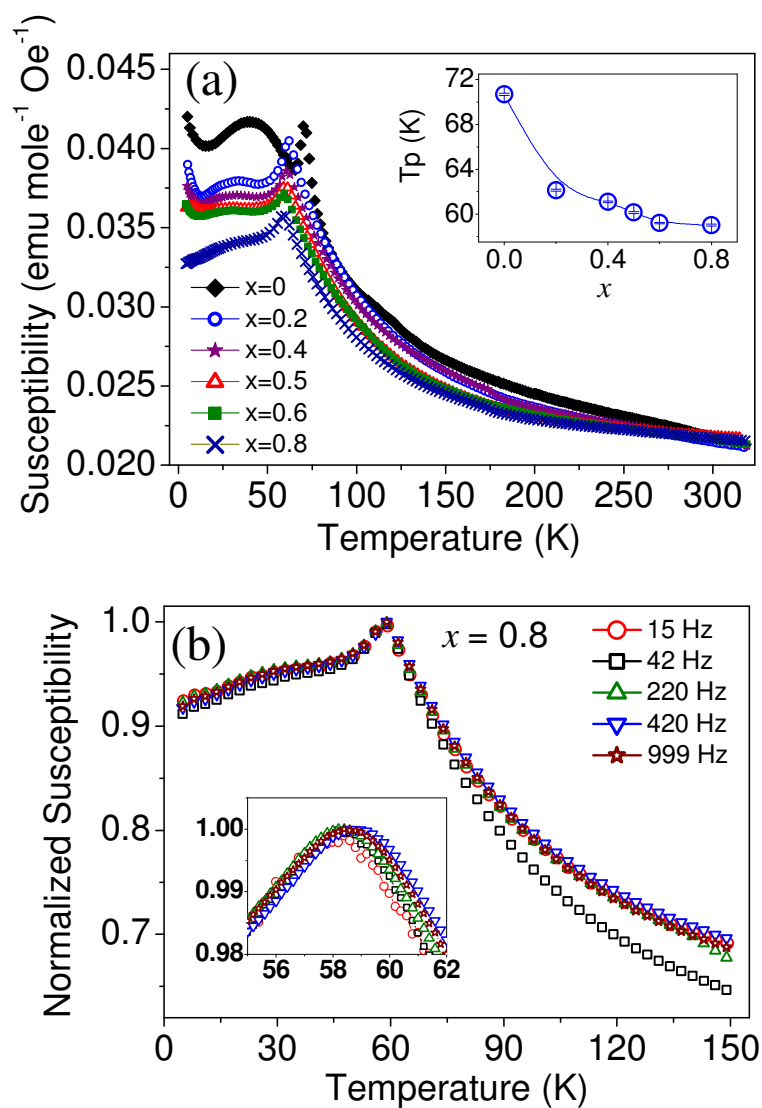 (a)
Susceptibility (emu mole⁻¹ Oe⁻¹)
0.045
0.040
0.035
0.030
0.025
0.020
x=0
x=0.2
x=0.4
x=0.5
x=0.6
x=0.8
0 50 100 150 200 250 300
Temperature (K)
Tp (K)
72
68
64
60
0.0 0.4 0.8
x
(b)
x = 0.8
Normalized Susceptibility
1.0
0.9
0.8
0.7
15 Hz
42 Hz
220 Hz
420 Hz
999 Hz
1.00
0.99
0.98
56 58 60 62
0 30 60 90 120 150
Temperature (K)